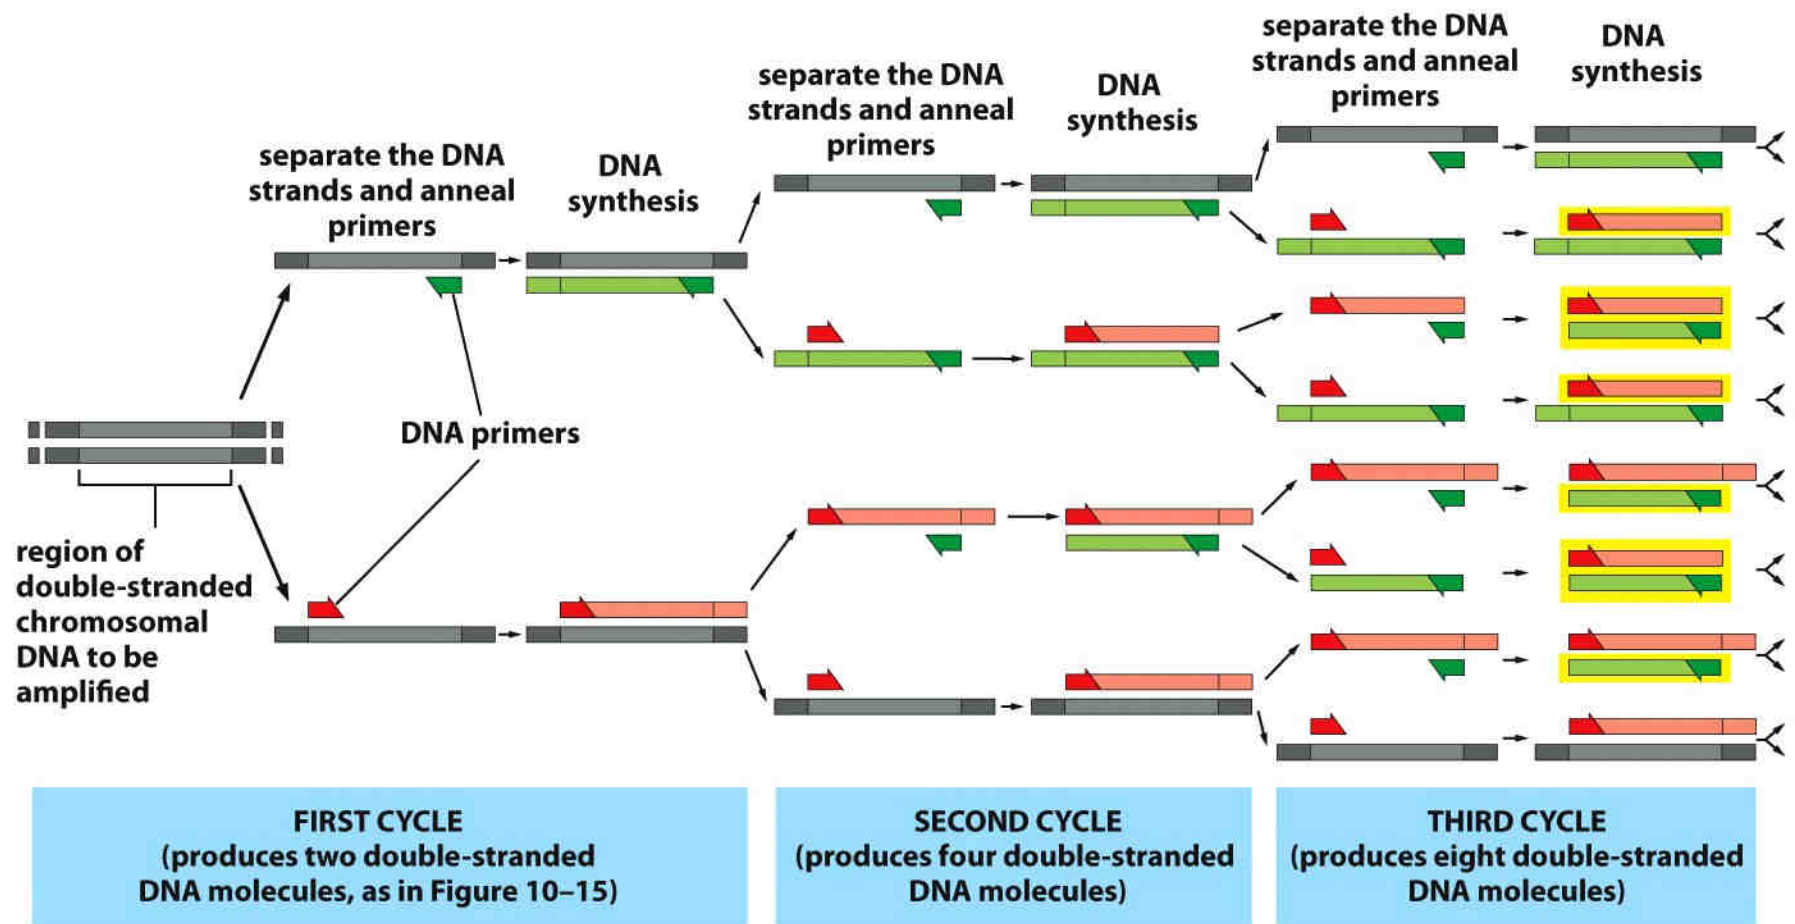 separate the DNA
strands and anneal
primers
DNA
synthesis
separate the DNA
strands and anneal
primers
DNA
synthesis
separate the DNA
strands and anneal
primers
DNA
synthesis
DNA primers
region of
double-stranded
chromosomal
DNA to be
amplified
FIRST CYCLE
(produces two double-stranded
DNA molecules, as in Figure 10–15)
SECOND CYCLE
(produces four double-stranded
DNA molecules)
THIRD CYCLE
(produces eight double-stranded
DNA molecules)